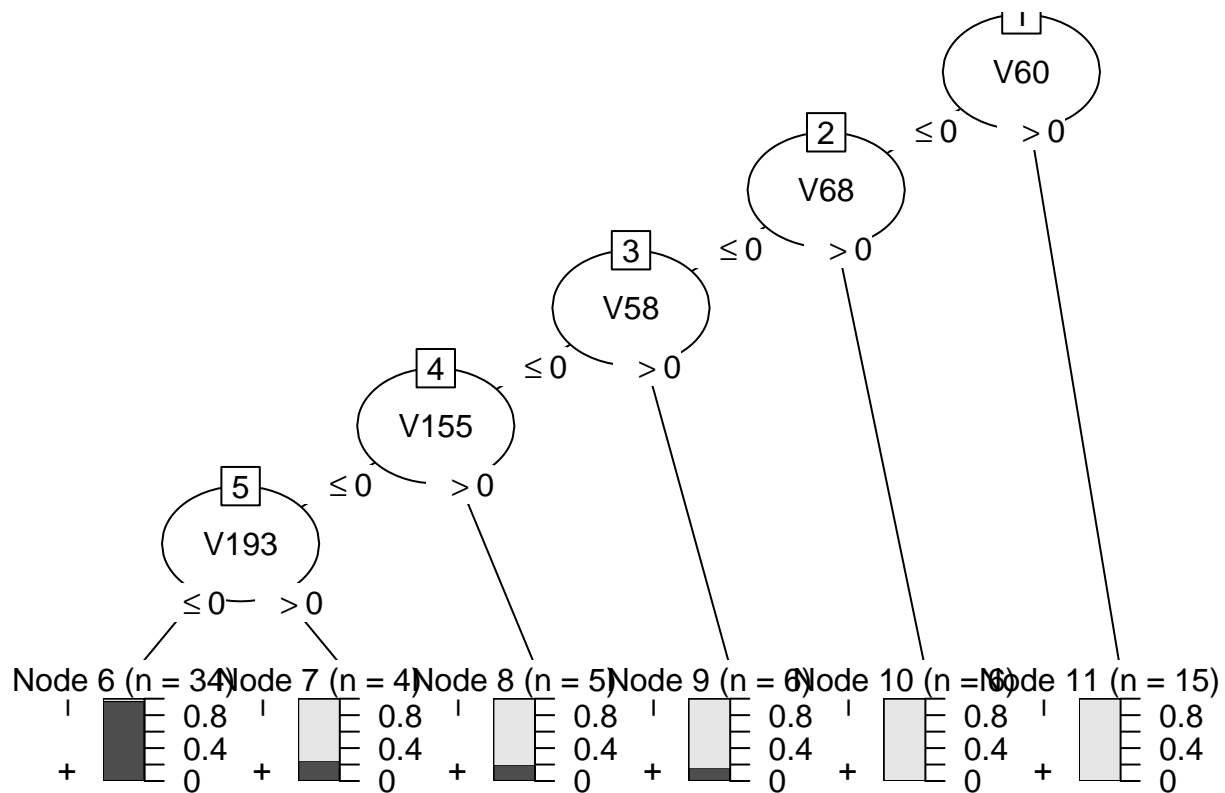 1
V60
≤ 0 > 0
2
V68
≤ 0 > 0
3
V58
≤ 0 > 0
4
V155
≤ 0 > 0
5
V193
≤ 0 > 0
Node 6 (n = 34) Node 7 (n = 4) Node 8 (n = 5) Node 9 (n = 6) Node 10 (n = 6) Node 11 (n = 15)
– 0.8 – 0.8 – 0.8 – 0.8 – 0.8 – 0.8
0.4 0.4 0.4 0.4 0.4 0.4
+ 0 + 0 + 0 + 0 + 0 + 0